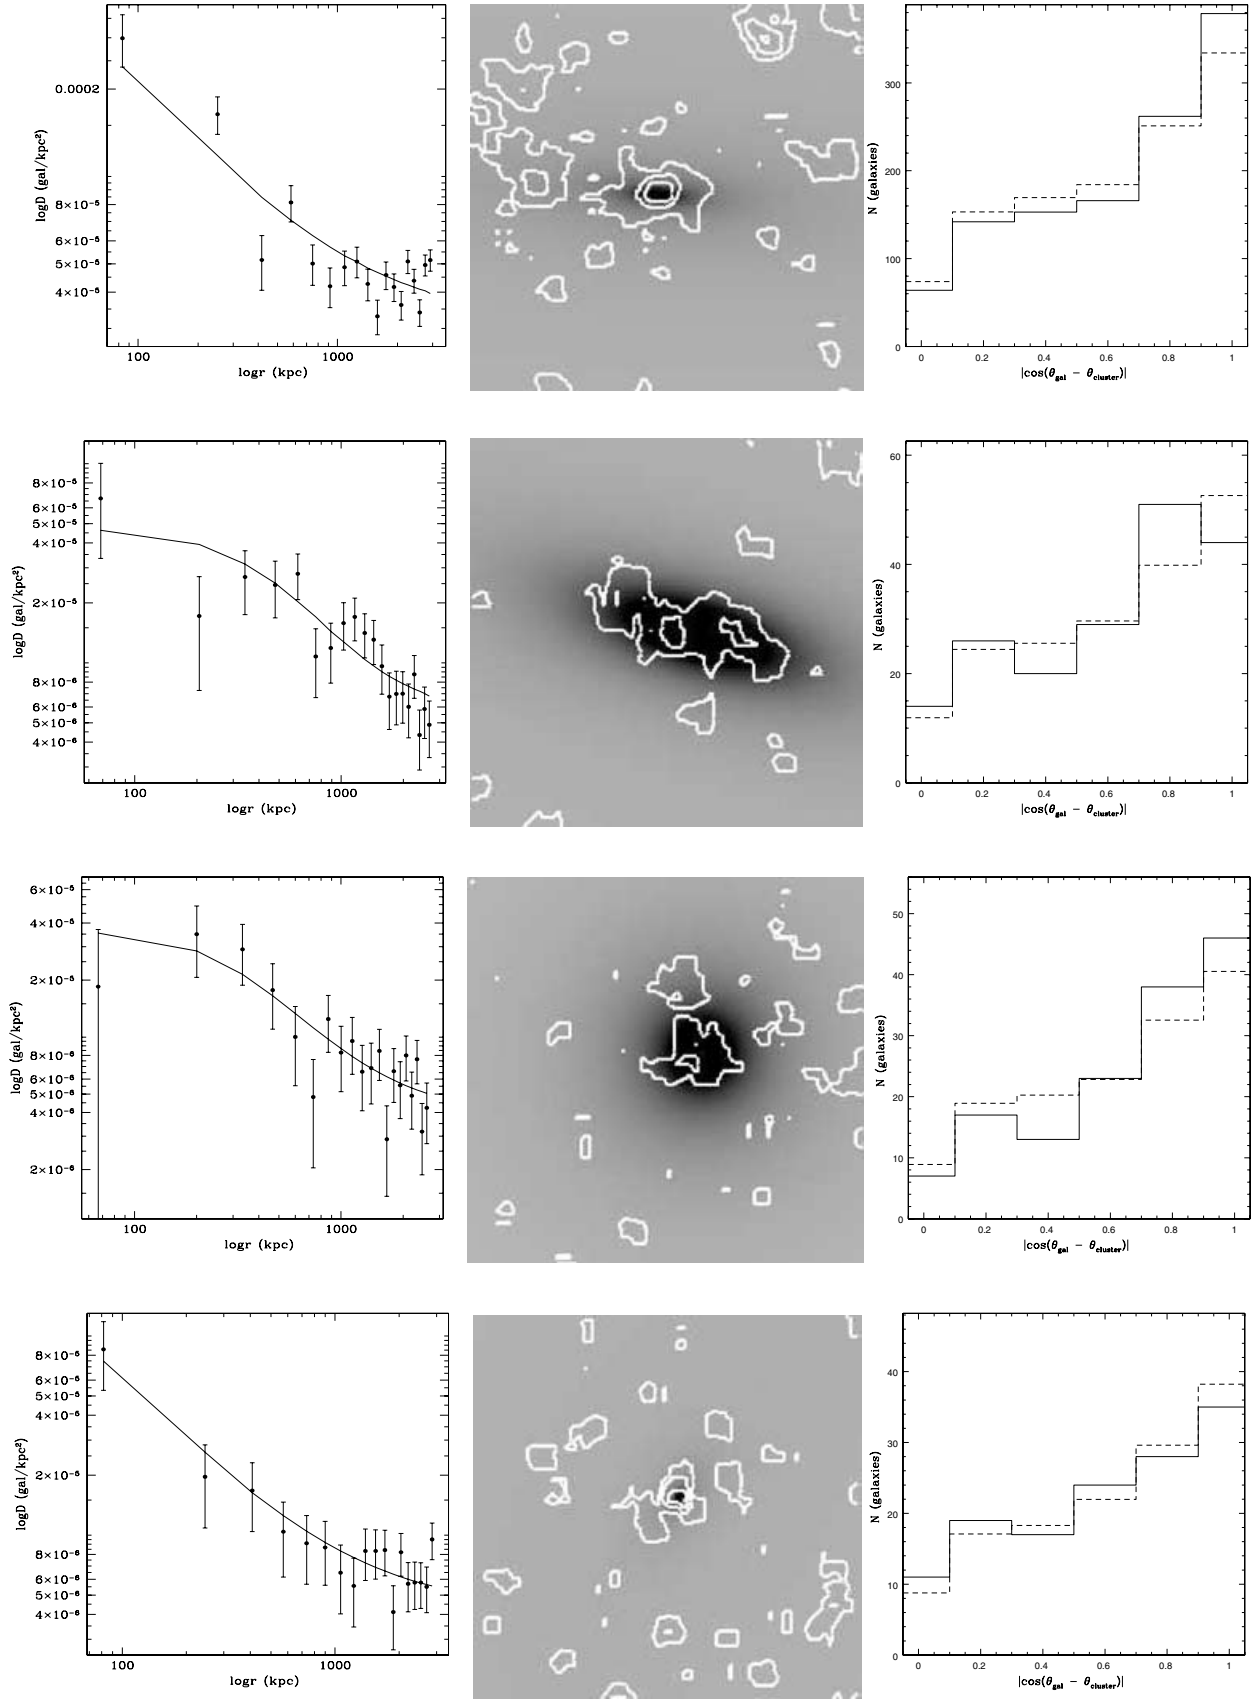 0.0002
8×10⁻⁵
6×10⁻⁵
5×10⁻⁵
4×10⁻⁵
logD (gal/kpc²)
100 1000
logr (kpc)
300
200
100
0
N (galaxies)
0 0.2 0.4 0.6 0.8 1
|cos(θgal − θcluster)|
8×10⁻⁵
6×10⁻⁵
5×10⁻⁵
4×10⁻⁵
2×10⁻⁵
8×10⁻⁶
6×10⁻⁶
5×10⁻⁶
4×10⁻⁶
logD (gal/kpc²)
100 1000
logr (kpc)
60
40
20
0
N (galaxies)
0 0.2 0.4 0.6 0.8 1
|cos(θgal − θcluster)|
6×10⁻⁵
4×10⁻⁵
2×10⁻⁵
8×10⁻⁶
6×10⁻⁶
5×10⁻⁶
4×10⁻⁶
2×10⁻⁶
logD (gal/kpc²)
100 1000
logr (kpc)
50
40
30
20
10
0
N (galaxies)
0 0.2 0.4 0.6 0.8 1
|cos(θgal − θcluster)|
8×10⁻⁵
6×10⁻⁵
5×10⁻⁵
4×10⁻⁵
2×10⁻⁵
8×10⁻⁶
6×10⁻⁶
5×10⁻⁶
4×10⁻⁶
logD (gal/kpc²)
100 1000
logr (kpc)
40
30
20
10
0
N (galaxies)
0 0.2 0.4 0.6 0.8 1
|cos(θgal − θcluster)|